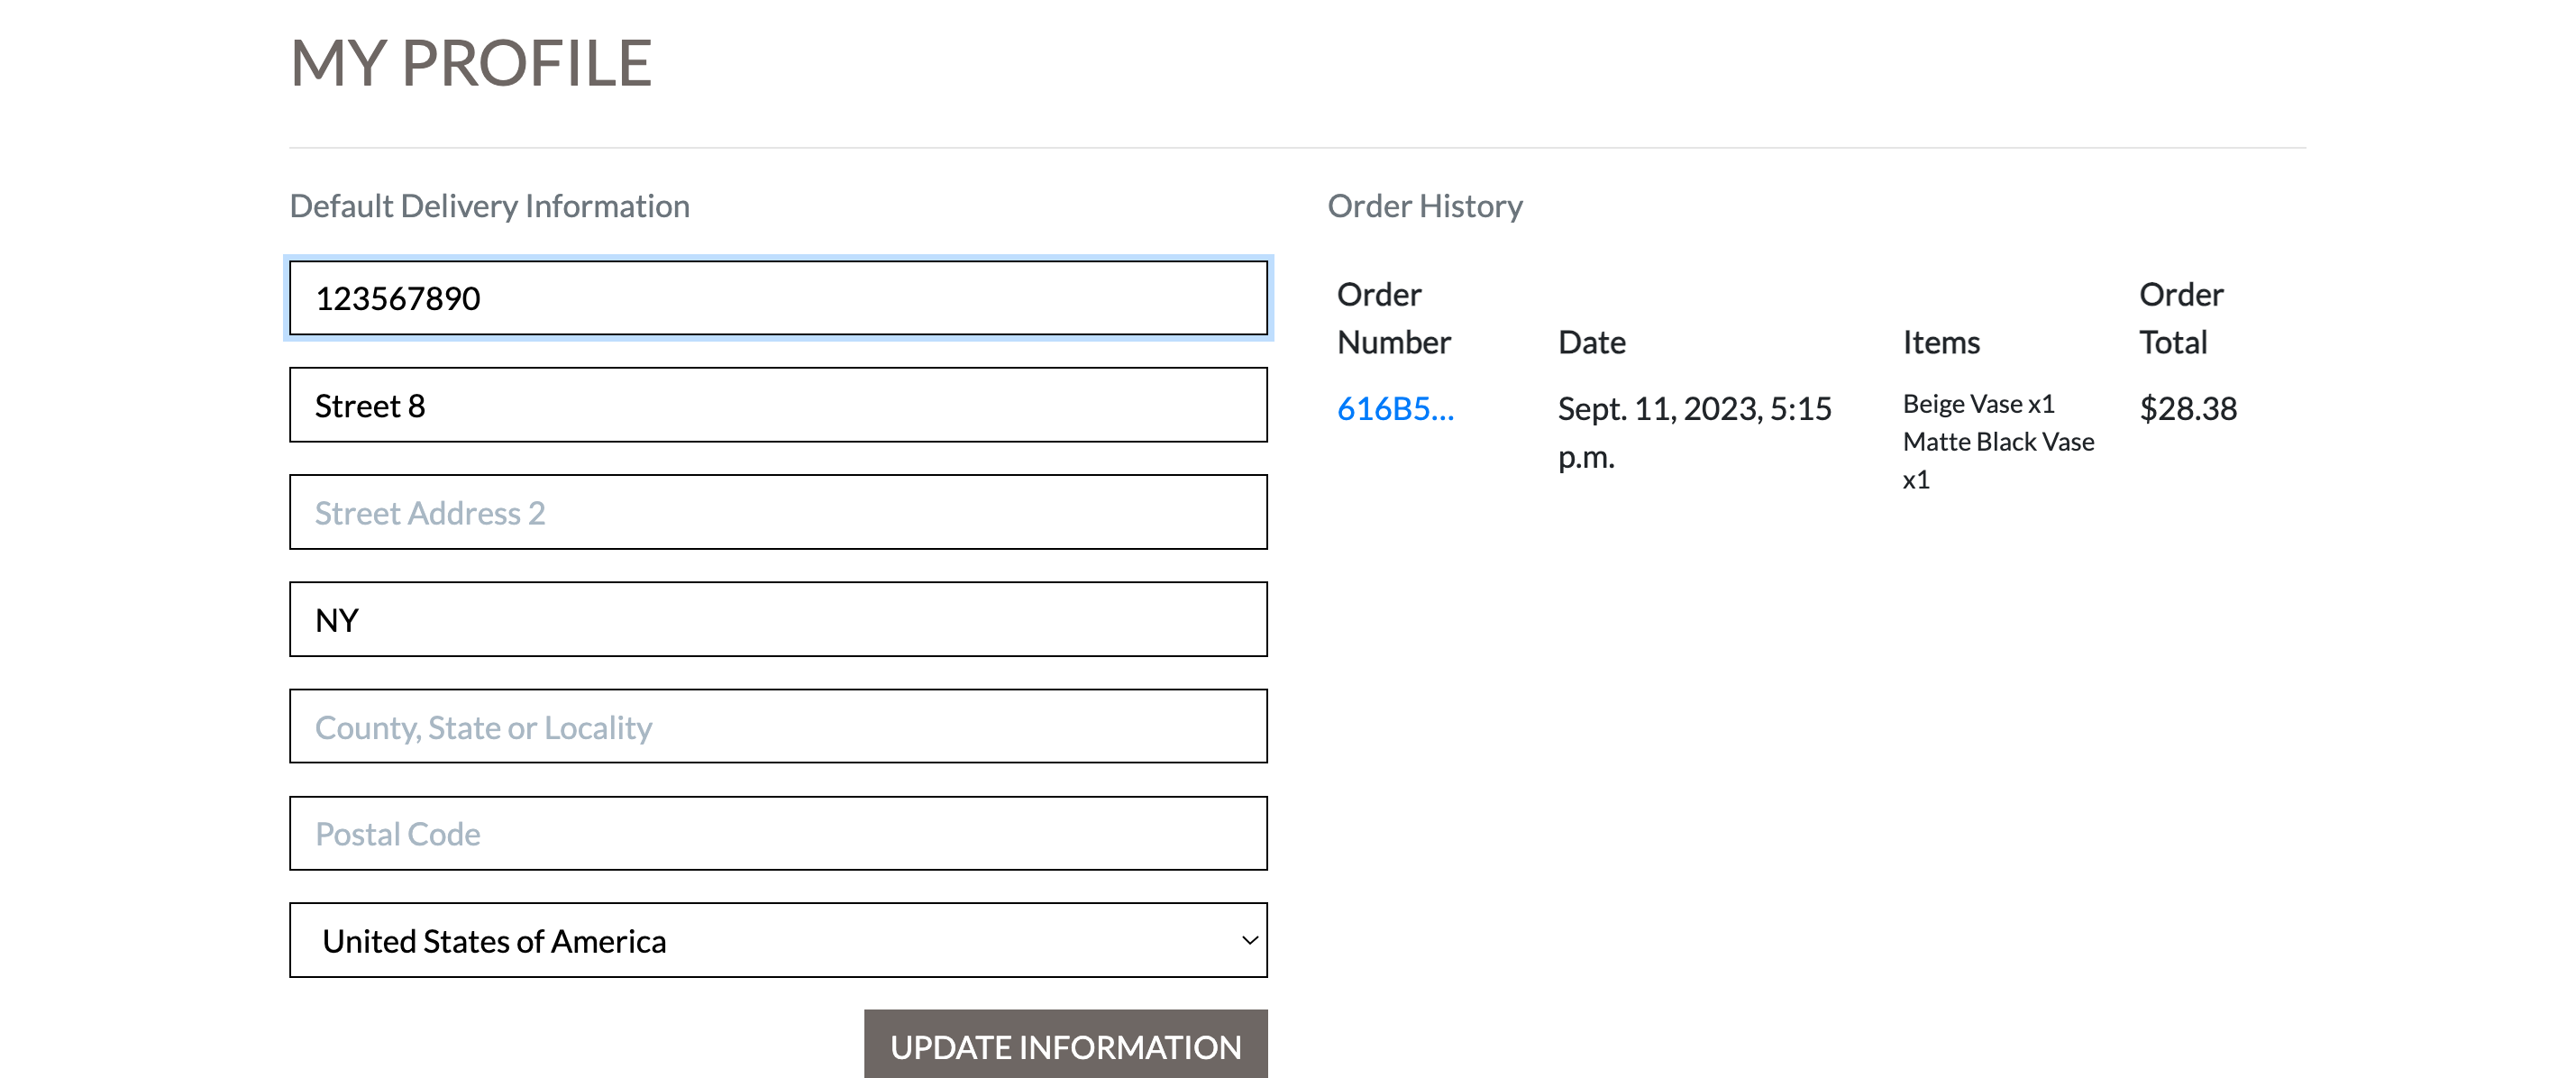 MY PROFILE
Default Delivery Information
123567890
Street 8
Street Address 2
NY
County, State or Locality
Postal Code
United States of America
UPDATE INFORMATION
Order History
Order
Number
Date
Items
Order
Total
616B5...
Sept. 11, 2023, 5:15
p.m.
Beige Vase x1
Matte Black Vase
x1
$28.38